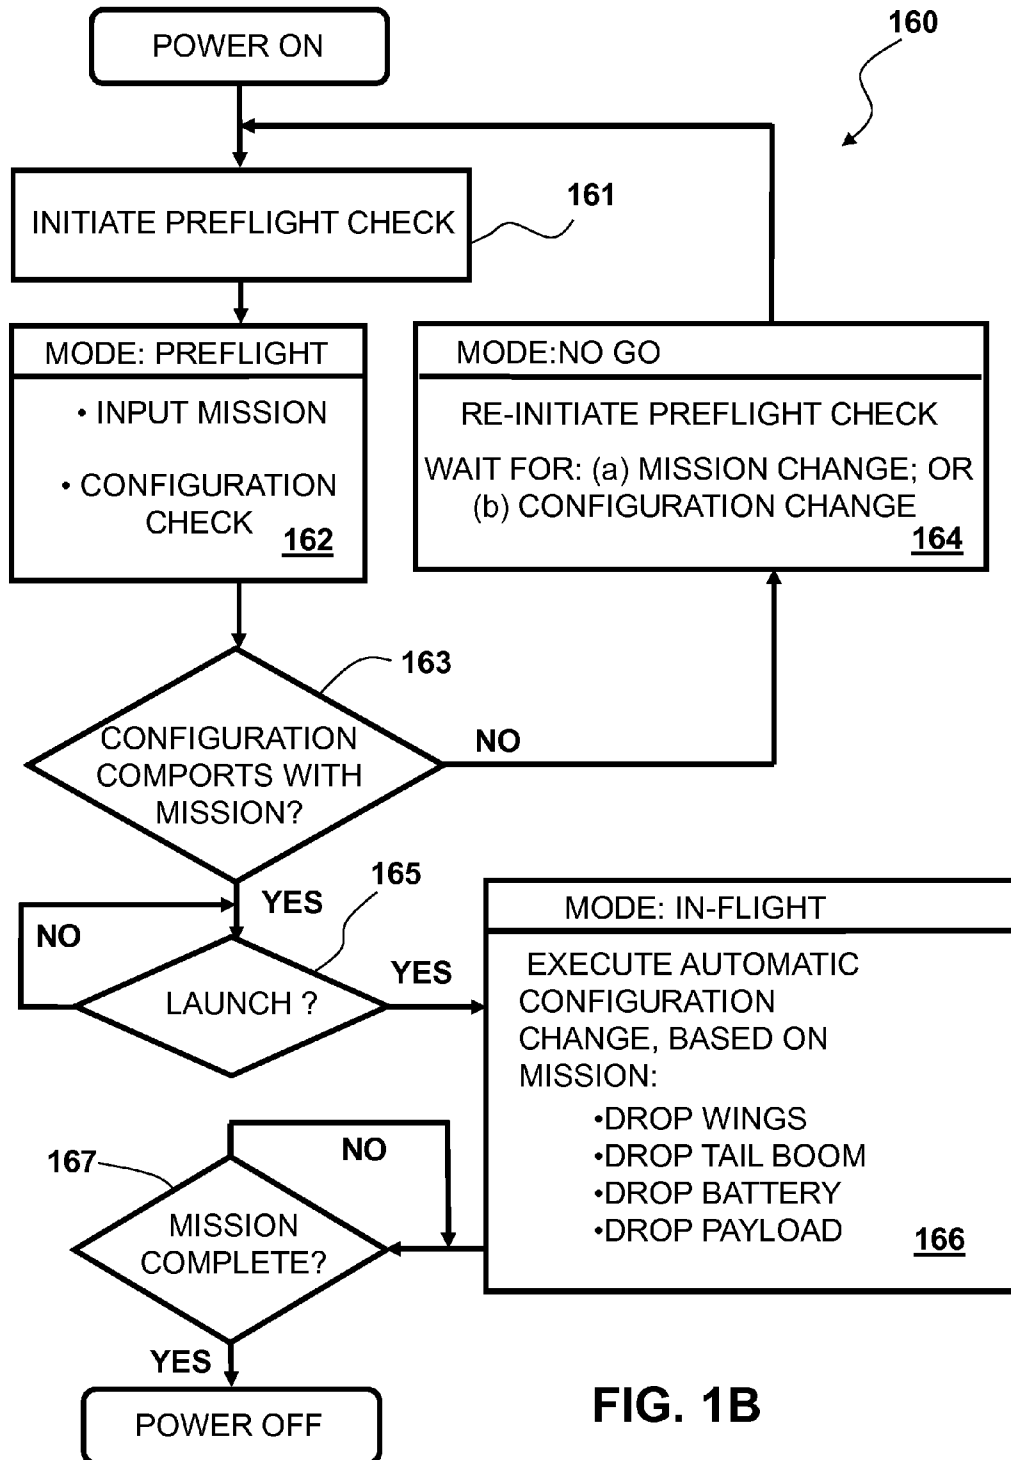 POWER ON
160
INITIATE PREFLIGHT CHECK
161
MODE: PREFLIGHT
• INPUT MISSION
• CONFIGURATION
CHECK
162
MODE:NO GO
RE-INITIATE PREFLIGHT CHECK
WAIT FOR: (a) MISSION CHANGE; OR
(b) CONFIGURATION CHANGE
164
163
CONFIGURATION
COMPORTS WITH
MISSION?
NO
YES
165
NO
LAUNCH ?
YES
MODE: IN-FLIGHT
EXECUTE AUTOMATIC
CONFIGURATION
CHANGE, BASED ON
MISSION:
•DROP WINGS
•DROP TAIL BOOM
•DROP BATTERY
•DROP PAYLOAD
166
167
NO
MISSION
COMPLETE?
YES
POWER OFF
FIG. 1B